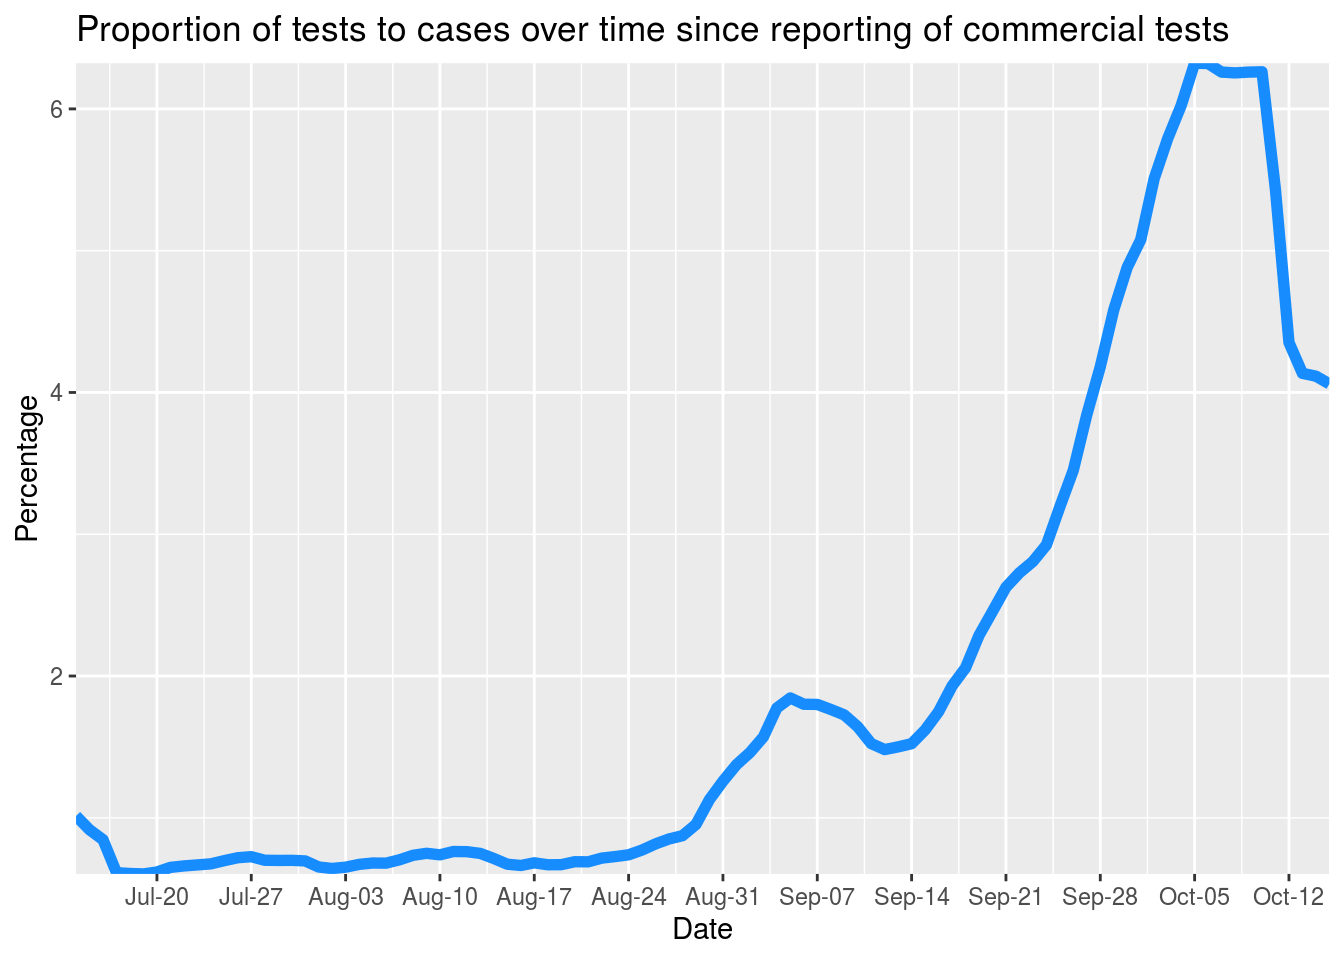 Proportion of tests to cases over time since reporting of commercial tests
Percentage
6
4
2
Jul-20 Jul-27 Aug-03 Aug-10 Aug-17 Aug-24 Aug-31 Sep-07 Sep-14 Sep-21 Sep-28 Oct-05 Oct-12
Date